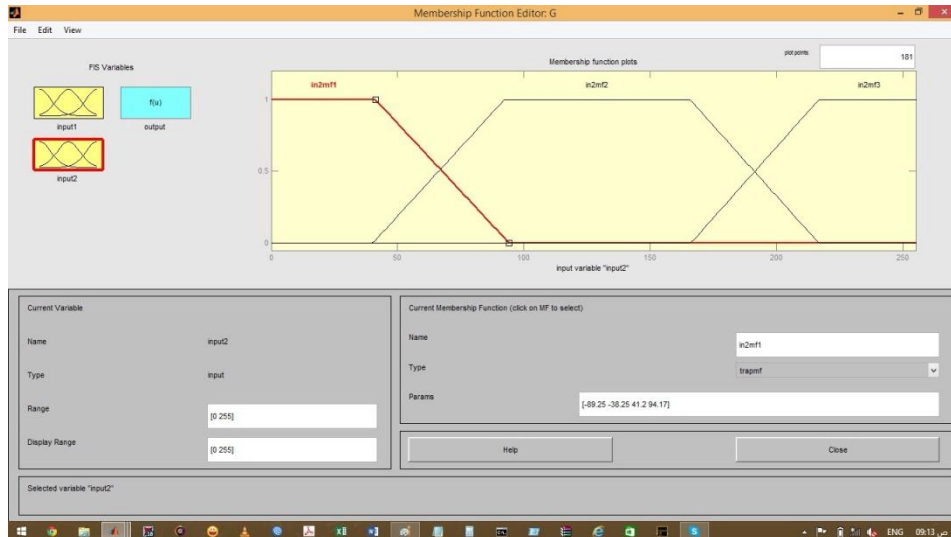 Membership Function Editor: G
File Edit View
FIS Variables
input1
f(u)
output
input2
Membership function plots
plot points:
181
in2mf1
in2mf2
in2mf3
1
0.5
0
0 50 100 150 200 250
input variable "input2"
Current Variable
Name input2
Type input
Range [0 255]
Display Range [0 255]
Current Membership Function (click on MF to select)
Name in2mf1
Type trapmf
Params [-89.25 -38.25 41.2 94.17]
Help
Close
Selected variable "input2"
ENG 09:13 ص